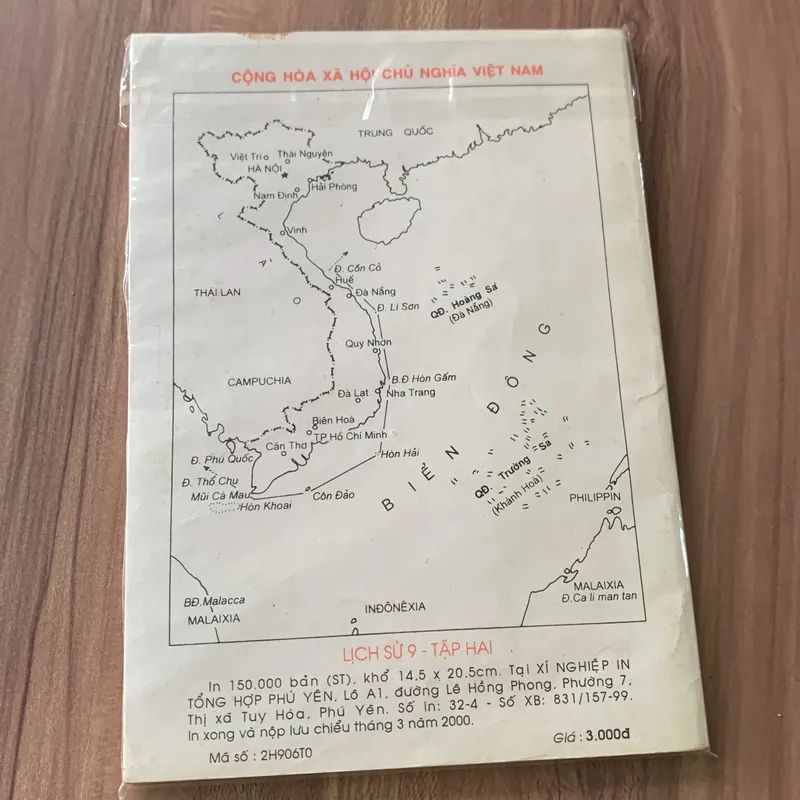 CỘNG HÒA XÃ HỘI CHỦ NGHĨA VIỆT NAM
TRUNG QUỐC
Việt Trì
Thái Nguyên
HÀ NỘI
Nam Định
Hải Phòng
Vinh
L
A
Đ. Cồn Cỏ
Huế
Đà Nẵng
THÁI LAN
Đ. Lí Sơn
QĐ. Hoàng Sa
(Đà Nẵng)
Quy Nhơn
CAMPUCHIA
B.Đ Hòn Gấm
Đà Lạt
Nha Trang
BIỂN ĐÔNG
Biên Hoà
TP Hồ Chí Minh
Cần Thơ
Hòn Hải
Đ. Phú Quốc
Đ. Thổ Chu
Mũi Cà Mau
Hòn Khoai
Côn Đảo
QĐ. Trường Sa
(Khánh Hoà)
PHILIPPIN
BĐ.Malacca
MALAIXIA
INĐÔNÊXIA
MALAIXIA
Đ.Ca li man tan
LỊCH SỬ 9 - TẬP HAI
In 150.000 bản (ST), khổ 14,5 x 20.5cm. Tại XÍ NGHIỆP IN
TỔNG HỢP PHÚ YÊN, Lô A1, đường Lê Hồng Phong, Phường 7,
Thị xã Tuy Hòa, Phú Yên. Số In: 32-4 - Số XB: 831/157-99.
In xong và nộp lưu chiểu tháng 3 năm 2000.
Mã số : 2H906T0
Giá : 3.000đ